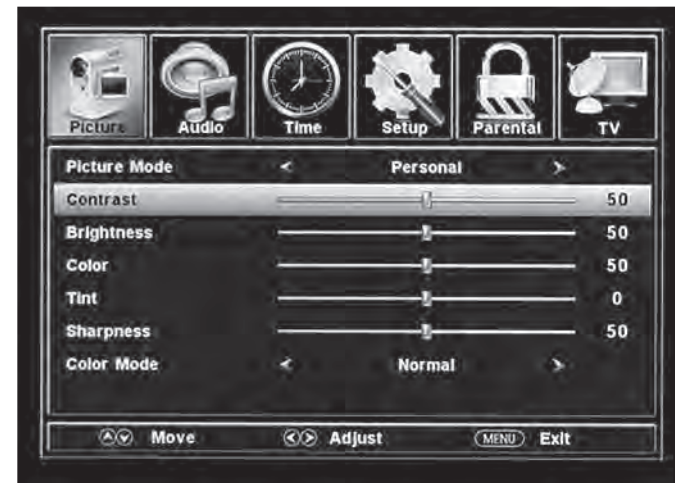 Picture Audio Time Setup Parental TV
Picture Mode Personal
Contrast 50
Brightness 50
Color 50
Tint 0
Sharpness 50
Color Mode Normal
Move Adjust MENU Exit